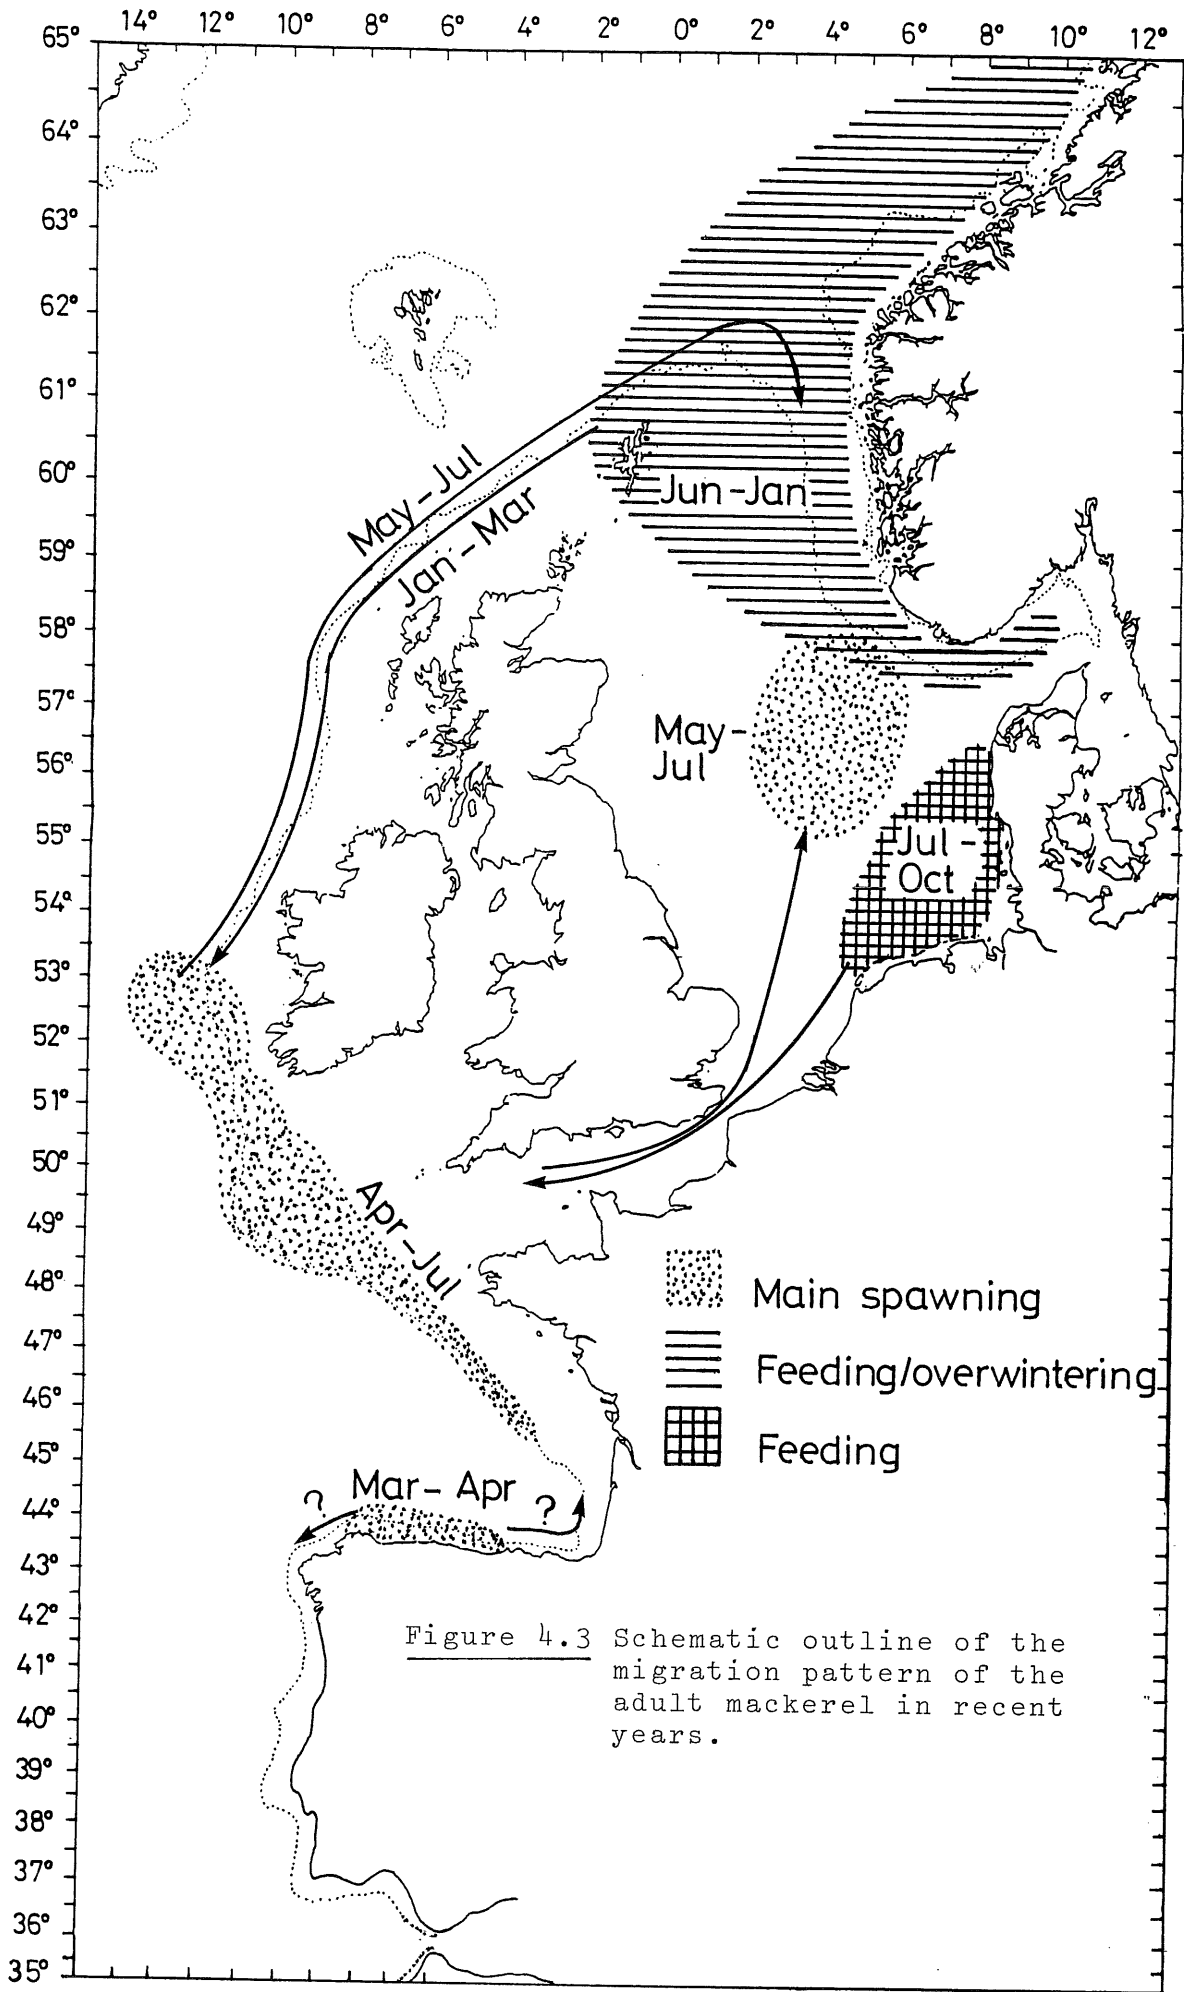 14° 12° 10° 8° 6° 4° 2° 0° 2° 4° 6° 8° 10° 12°
65°
64°
63°
62°
61°
60°
59°
58°
57°
56°
55°
54°
53°
52°
51°
50°
49°
48°
47°
46°
45°
44°
43°
42°
41°
40°
39°
38°
37°
36°
35°
May-Jul
Jan-Mar
Jun-Jan
May-
Jul
Jul-
Oct
Apr-Jul
Main spawning
Feeding/overwintering
Feeding
? Mar-Apr ?
Figure 4.3 Schematic outline of the
migration pattern of the
adult mackerel in recent
years.